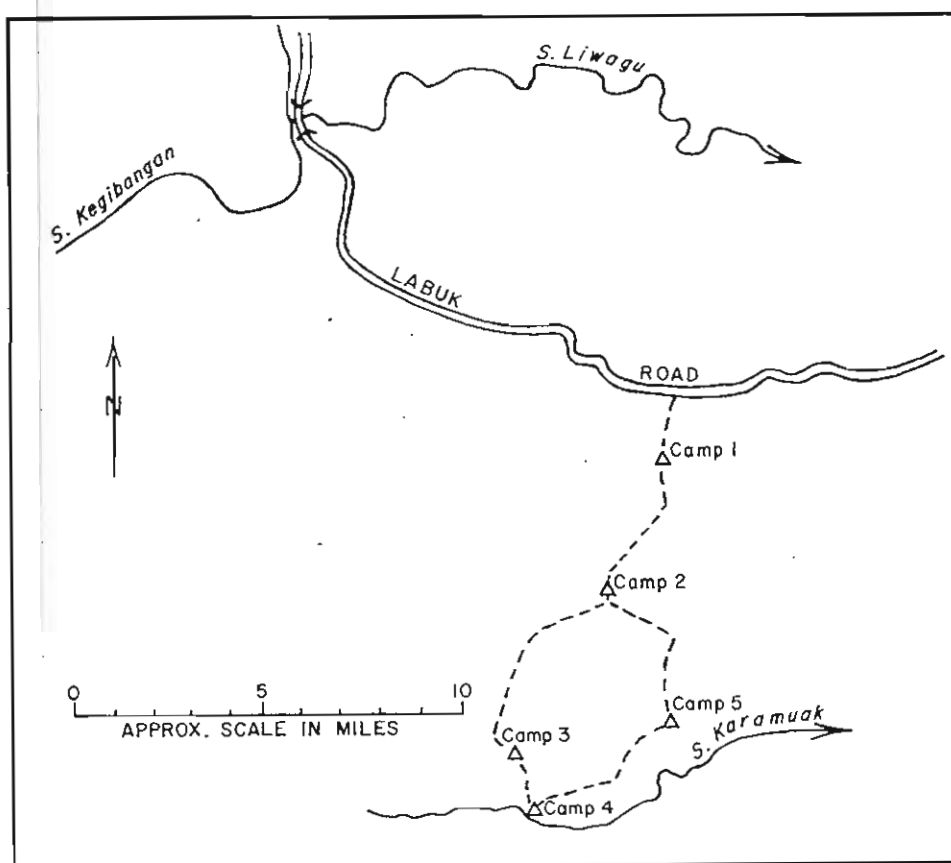 S. Liwagu
S. Kegibangan
LABUK
ROAD
N
Camp 1
Camp 2
0 5 10
APPROX. SCALE IN MILES
Camp 5
Camp 3
S. Karamuak
Camp 4